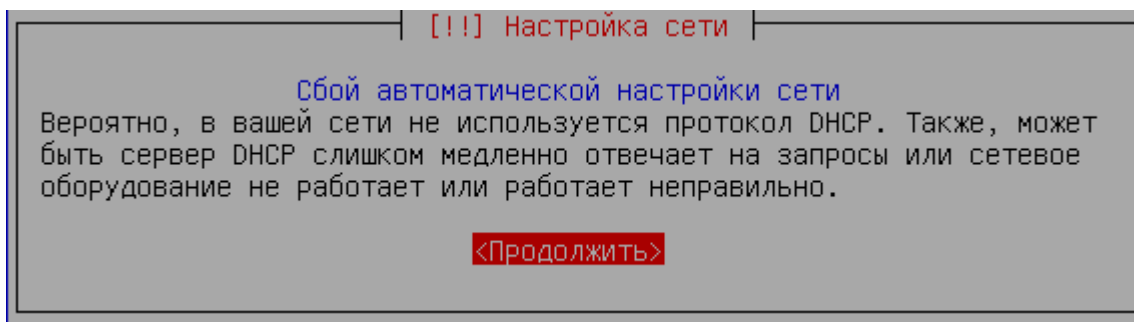 [!!] Настройка сети
Сбой автоматической настройки сети
Вероятно, в вашей сети не используется протокол DHCP. Также, может
быть сервер DHCP слишком медленно отвечает на запросы или сетевое
оборудование не работает или работает неправильно.
<Продолжить>